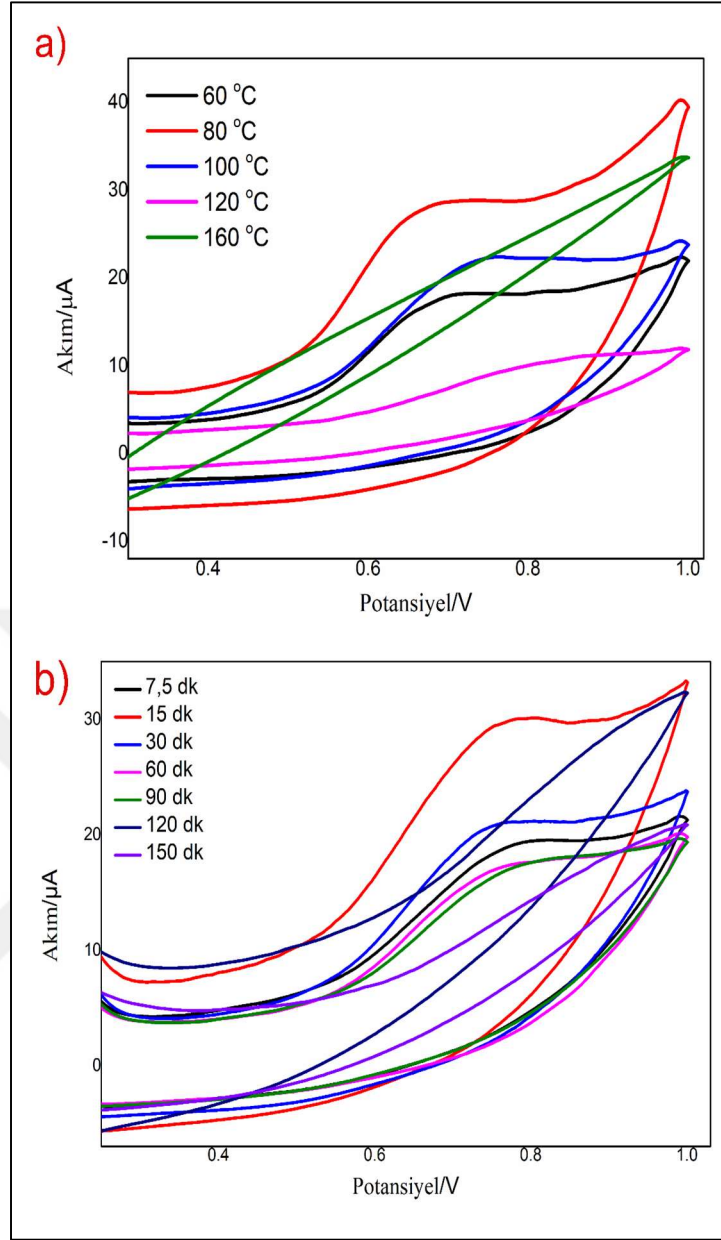 a)
60 °C
80 °C
100 °C
120 °C
160 °C
40
30
20
10
0
-10
Akım/µA
0.4 0.6 0.8 1.0
Potansiyel/V
b)
7,5 dk
15 dk
30 dk
60 dk
90 dk
120 dk
150 dk
30
20
10
0
Akım/µA
0.4 0.6 0.8 1.0
Potansiyel/V